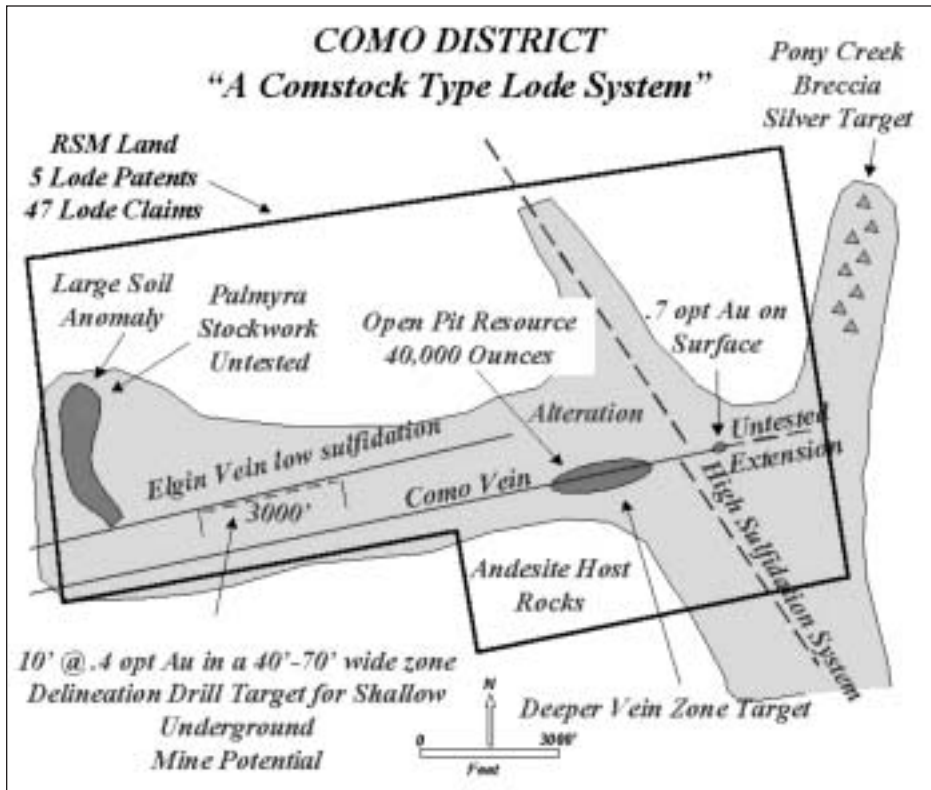 COMO DISTRICT
"A Comstock Type Lode System"
Pony Creek
Breccia
Silver Target
RSM Land
5 Lode Patents
47 Lode Claims
Large Soil
Anomaly
Palmyra
Stockwork
Untested
Open Pit Resource
40,000 Ounces
.7 opt Au on
Surface
Alteration
Untested
Extension
Elgin Vein low sulfidation
Como Vein
3000'
High Sulfidation System
Andesite Host
Rocks
10' @ .4 opt Au in a 40'-70' wide zone
Delineation Drill Target for Shallow
Underground
Mine Potential
Deeper Vein Zone Target
N
0 3000'
Feet